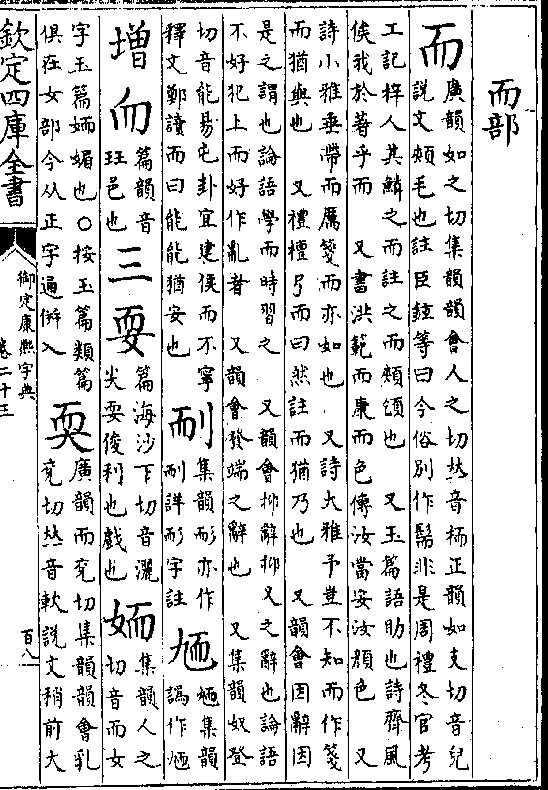 而部
而 廣韻如之切集韻韻會人之切𠀤音栭正韻如支切音兒
說文頰毛也註臣鉉等曰今俗別作髵非是周禮冬官考
工記梓人其鱗之而註之而頰頌也 又玉篇語助也詩齊風
俟我於著乎而 又書洪範而康而色傳汝當安汝顔色 又
詩小雅垂帶而厲箋而亦如也 又詩大雅予豈不知而作箋
而猶與也 又禮檀弓而曰然註而猶乃也 又韻會因辭因
是之謂也論語學而時習之 又韻會抑辭抑又之辭也論語
不好犯上而好作亂者 又韻會發端之辭也 又集韻奴登
切音能易屯卦宜建侯而不寧
釋文鄭讀而曰能能猶安也
耏 集韻耏亦作
耏詳耏字註
𡯖 𡯖集韻
譌作𡯖
增 𦓐 篇韻音
珏邑也
三 耍 篇海沙下切音灑
尖耍俊利也戲也
㛅 集韻人之
切音而女
字玉篇㛅媚也○按玉篇類篇
俱在女部今从正字通倂入
耎 廣韻而兖切集韻韻會乳
兖切𠀤音輭說文稍前大
欽定四庫全書
御定康熙字典
卷二十三
百八